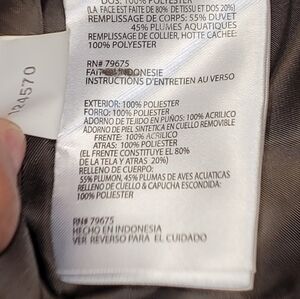 DOS: 100% POLYESTER
(LA FACE EST FAITE DE 80% DE TISSU ET DOS 20%)
REMPLISSAGE DE CORPS: 55% DUVET
45% PLUMES AQUATIQUES
REMPLISSAGE DE COLLIER, HOTTE CACHEE:
100% POLYESTER
RN# 79675
INDONESIE
INSTRUCTIONS D'ENTRETIEN AU VERSO
EXTERIOR: 100% POLIESTER
FORRO: 100% POLIESTER
ADORNO DE TEJIDO EN PUÑOS: 100% ACRILICO
ADORNO DE PIEL SINTETICA EN CUELLO REMOVIBLE
FRENTE: 100% ACRILICO
ATRAS: 100% POLIESTER
(EL FRENTE CONSTITUYE EL 80%
DE LA TELA Y ATRAS 20%)
RELLENO DE CUERPO:
55% PLUMON, 45% PLUMAS DE AVES ACUATICAS
RELLENO DE CUELLO & CAPUCHA ESCONDIDA:
100% POLIESTER
RN# 79675
HECHO EN INDONESIA
VER REVERSO PARA EL CUIDADO
124570